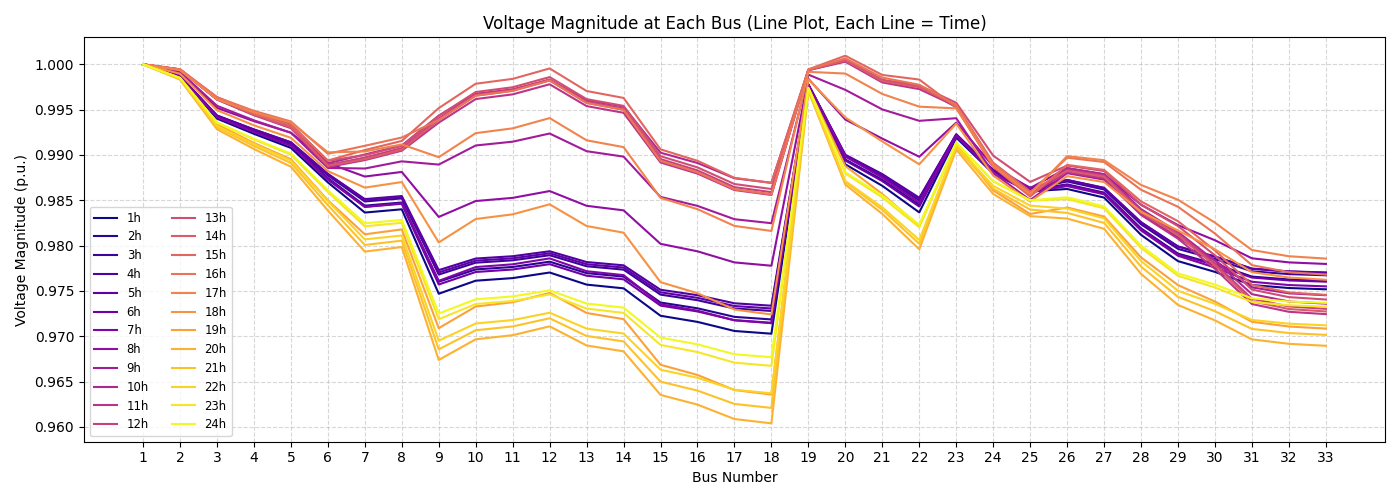 Voltage Magnitude at Each Bus (Line Plot, Each Line = Time)
Voltage Magnitude (p.u.)
1.000
0.995
0.990
0.985
0.980
0.975
0.970
0.965
0.960
1h 13h
2h 14h
3h 15h
4h 16h
5h 17h
6h 18h
7h 19h
8h 20h
9h 21h
10h 22h
11h 23h
12h 24h
1 2 3 4 5 6 7 8 9 10 11 12 13 14 15 16 17 18 19 20 21 22 23 24 25 26 27 28 29 30 31 32 33
Bus Number